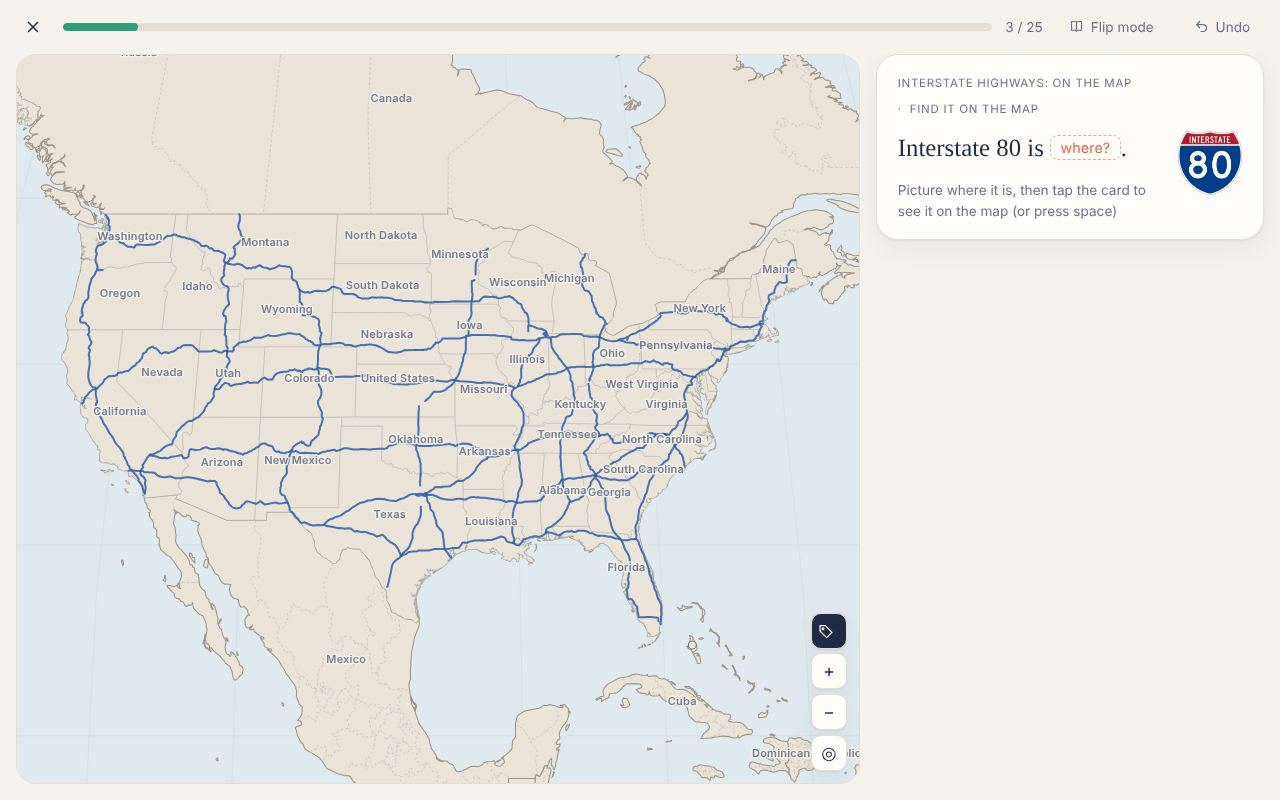 3 / 25
Flip mode
Undo
Canada
Washington
Montana
North Dakota
Minnesota
Oregon
Idaho
South Dakota
Wisconsin
Michigan
Maine
Wyoming
New York
Nebraska
Iowa
Nevada
Utah
Colorado
United States
Illinois
Ohio
Pennsylvania
Missouri
West Virginia
California
Kentucky
Virginia
Oklahoma
Arkansas
Tennessee
North Carolina
Arizona
New Mexico
South Carolina
Alabama
Georgia
Texas
Louisiana
Florida
Mexico
Cuba
Dominican
INTERSTATE HIGHWAYS: ON THE MAP
· FIND IT ON THE MAP
Interstate 80 is where?.
Picture where it is, then tap the card to
see it on the map (or press space)
INTERSTATE
80